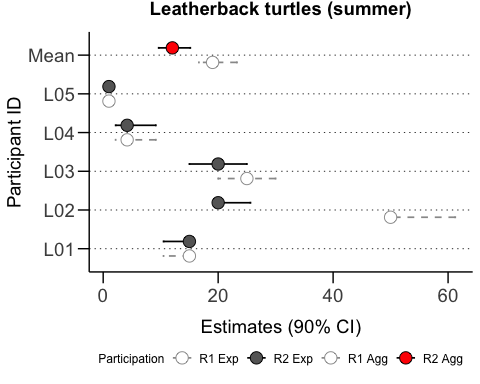 Leatherback turtles (summer)
Participant ID
Mean
L05
L04
L03
L02
L01
0 20 40 60
Estimates (90% CI)
Participation R1 Exp R2 Exp R1 Agg R2 Agg